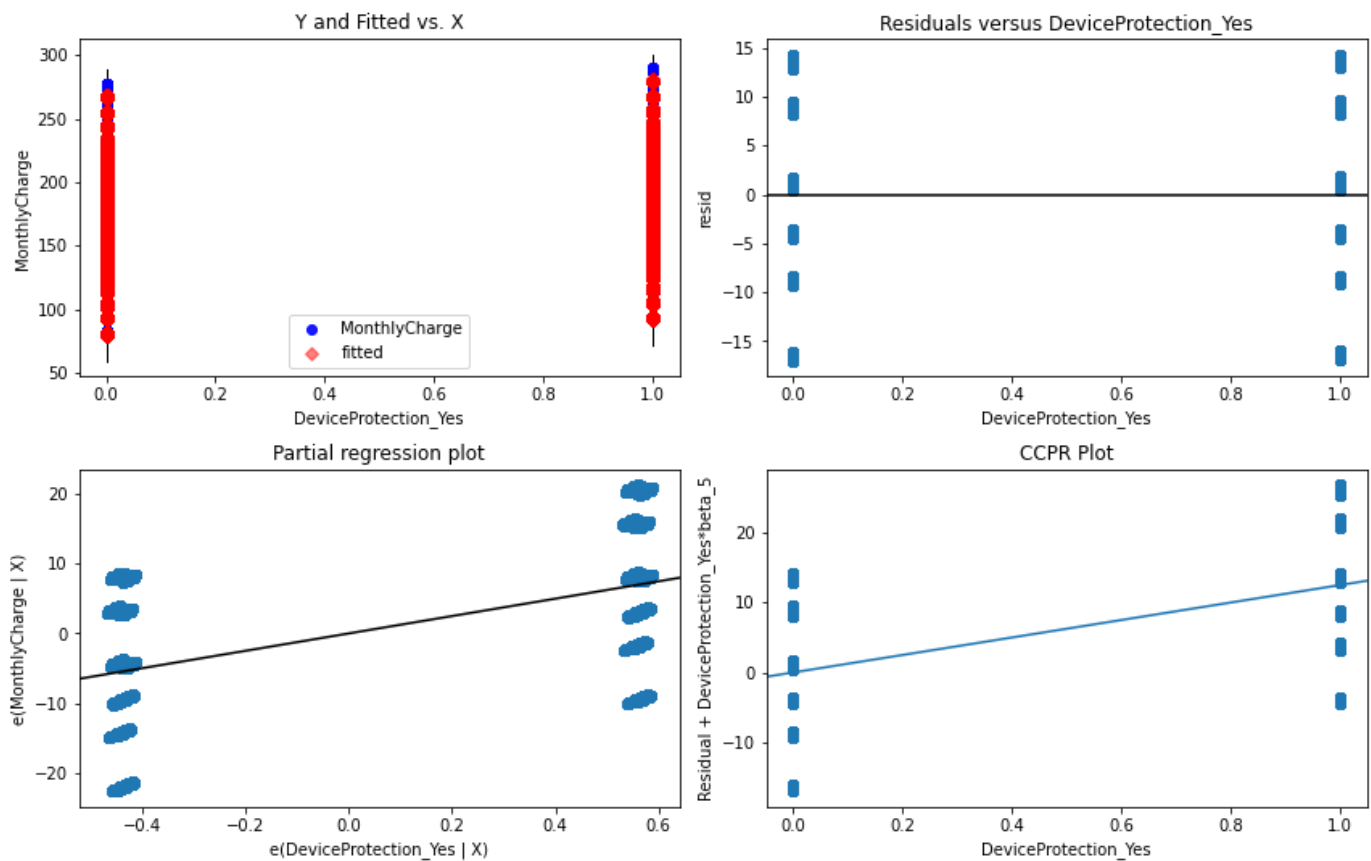 Y and Fitted vs. X
300
250
200
150
100
50
MonthlyCharge
MonthlyCharge
fitted
0.0 0.2 0.4 0.6 0.8 1.0
DeviceProtection_Yes
Residuals versus DeviceProtection_Yes
15
10
5
0
−5
−10
−15
resid
0.0 0.2 0.4 0.6 0.8 1.0
DeviceProtection_Yes
Partial regression plot
20
10
0
−10
−20
e(MonthlyCharge | X)
−0.4 −0.2 0.0 0.2 0.4 0.6
e(DeviceProtection_Yes | X)
CCPR Plot
20
10
0
−10
Residual + DeviceProtection_Yes*beta_5
0.0 0.2 0.4 0.6 0.8 1.0
DeviceProtection_Yes